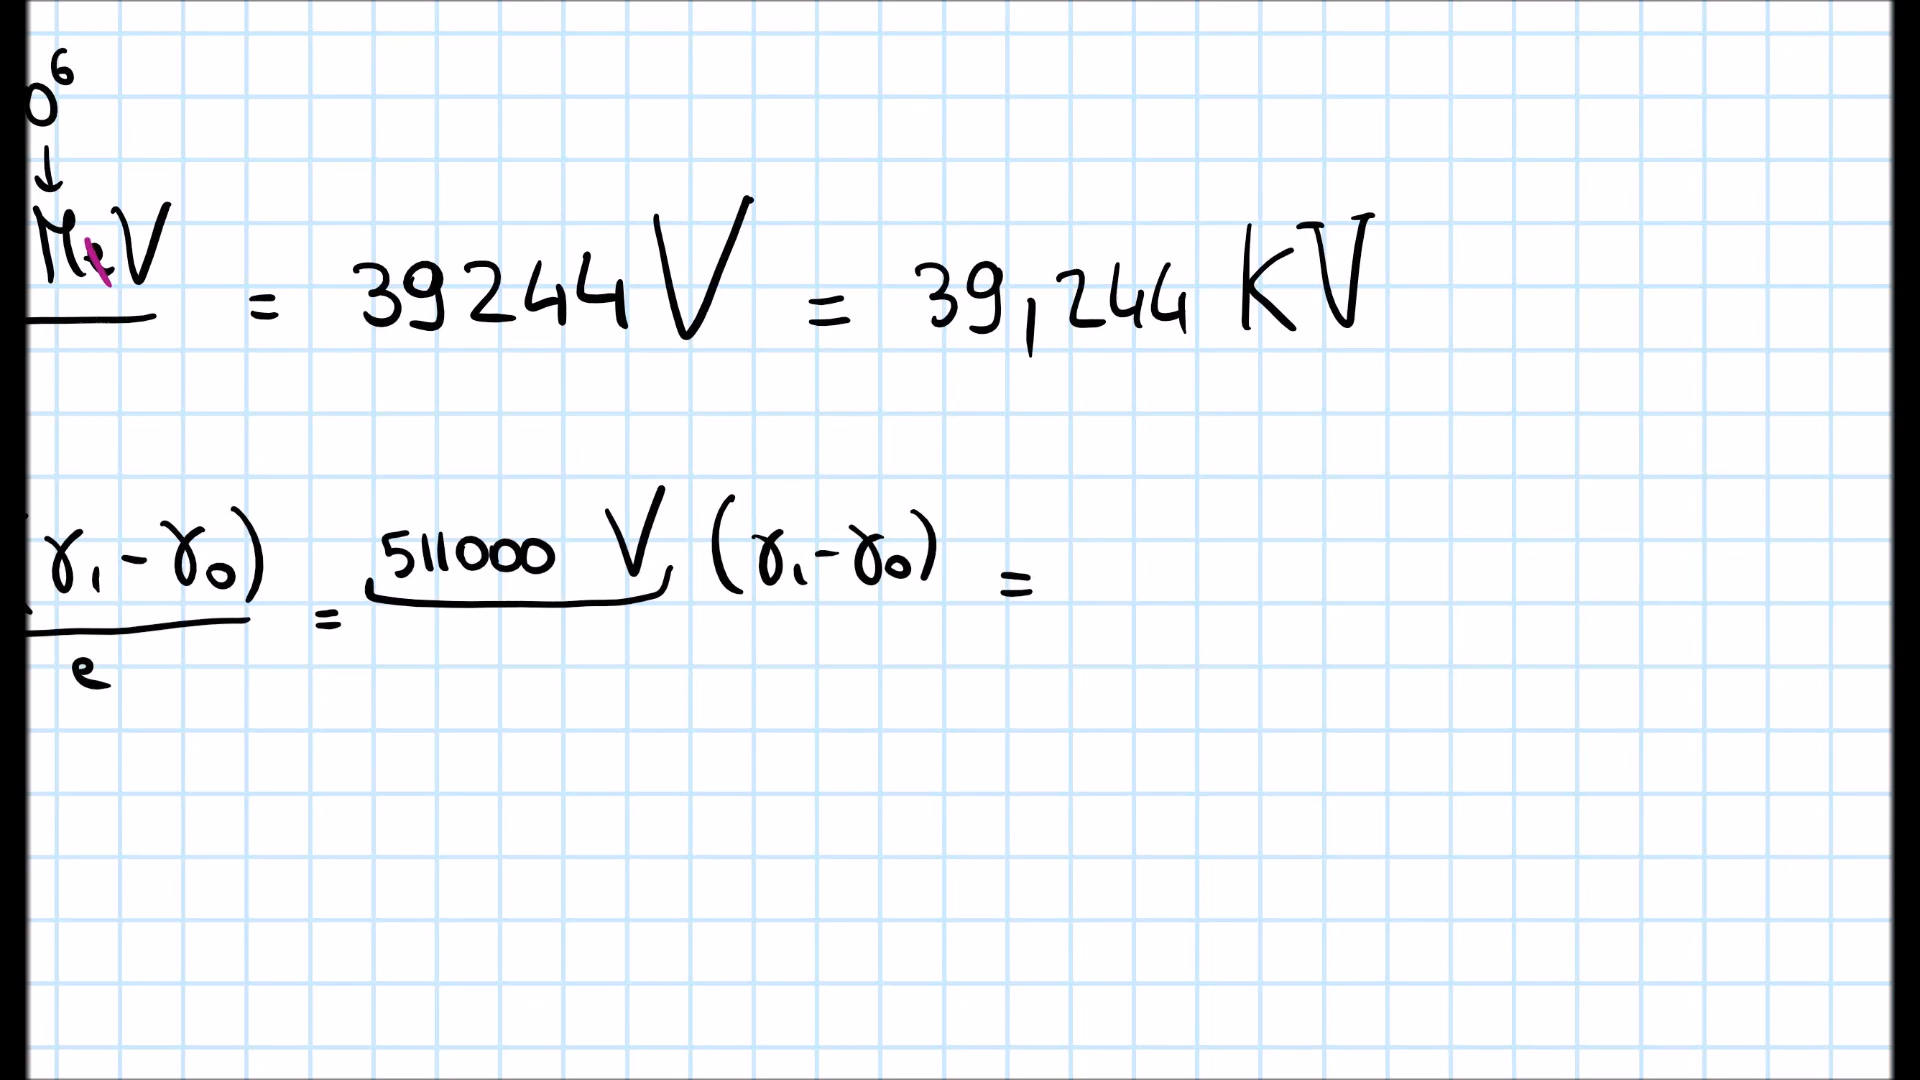 0⁶
↓
MeV = 39244 V = 39,244 KV
(γ₁ - γ₀) / e = 511000 V (γ₁ - γ₀) =